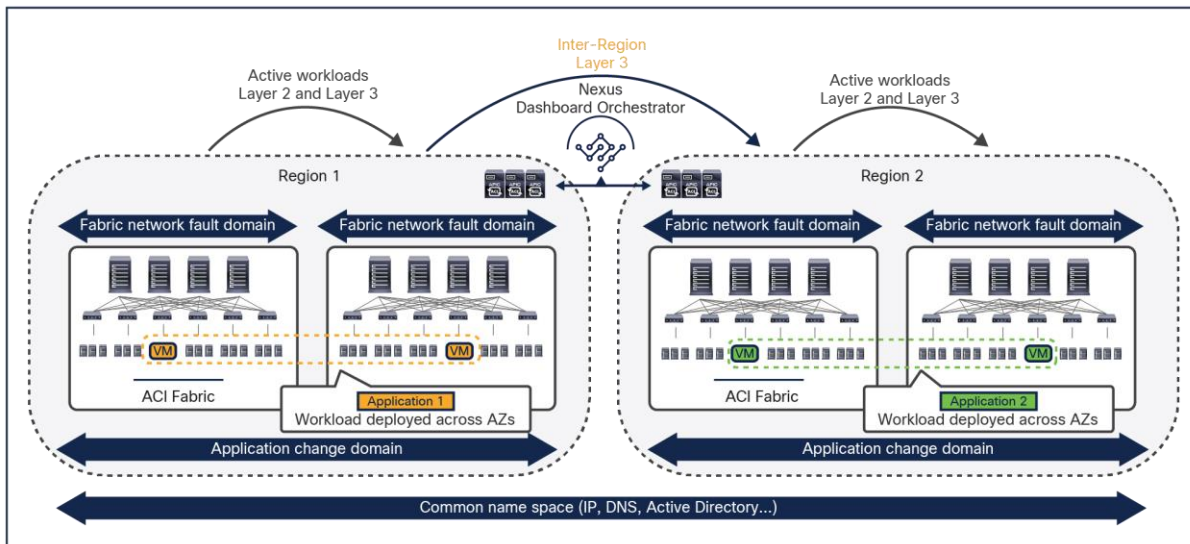 Inter-Region
Layer 3
Active workloads
Layer 2 and Layer 3
Nexus
Dashboard Orchestrator
Active workloads
Layer 2 and Layer 3
Region 1
Region 2
Fabric network fault domain
Fabric network fault domain
Fabric network fault domain
Fabric network fault domain
VM
VM
VM
VM
ACI Fabric
Application 1
Workload deployed across AZs
ACI Fabric
Application 2
Workload deployed across AZs
Application change domain
Application change domain
Common name space (IP, DNS, Active Directory...)